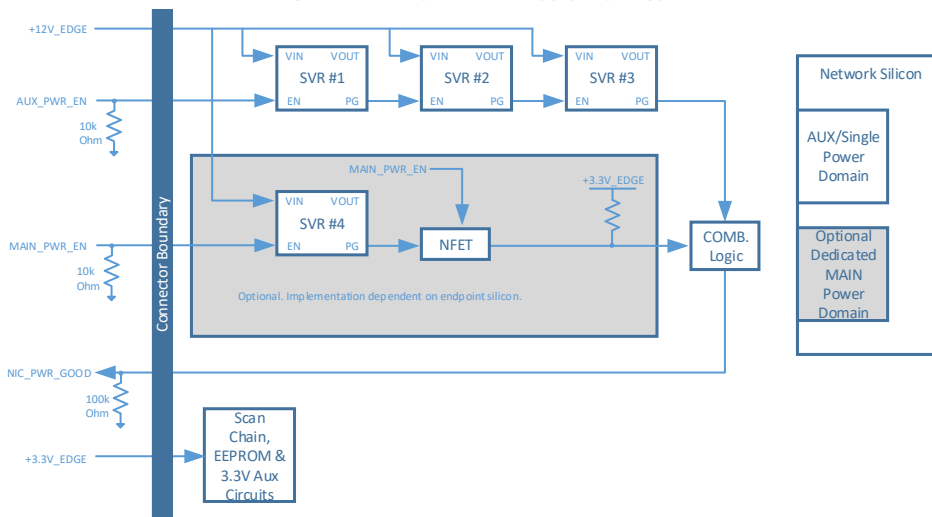 +12V_EDGE
VIN VOUT
SVR #1
EN PG
VIN VOUT
SVR #2
EN PG
VIN VOUT
SVR #3
EN PG
AUX_PWR_EN
10k
Ohm
Connector Boundary
MAIN_PWR_EN
+3.3V_EDGE
VIN VOUT
SVR #4
EN PG
NFET
COMB.
Logic
MAIN_PWR_EN
10k
Ohm
Optional. Implementation dependent on endpoint silicon.
NIC_PWR_GOOD
100k
Ohm
+3.3V_EDGE
Scan
Chain,
EEPROM &
3.3V Aux
Circuits
Network Silicon
AUX/Single
Power
Domain
Optional
Dedicated
MAIN
Power
Domain